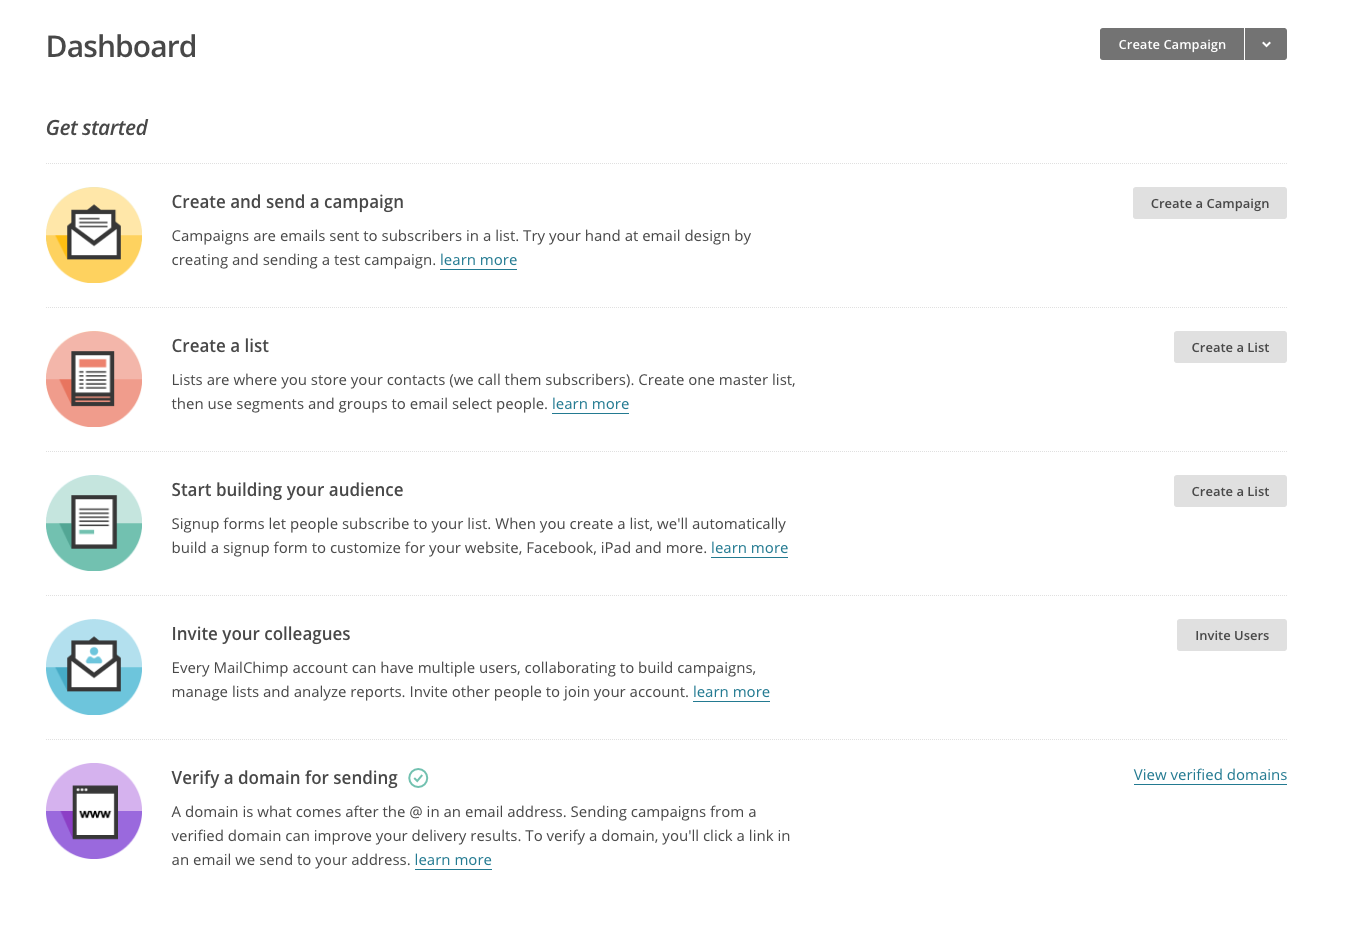 Dashboard
Create Campaign
Get started
Create and send a campaign
Create a Campaign
Campaigns are emails sent to subscribers in a list. Try your hand at email design by
creating and sending a test campaign. learn more
Create a list
Create a List
Lists are where you store your contacts (we call them subscribers). Create one master list,
then use segments and groups to email select people. learn more
Start building your audience
Create a List
Signup forms let people subscribe to your list. When you create a list, we'll automatically
build a signup form to customize for your website, Facebook, iPad and more. learn more
Invite your colleagues
Invite Users
Every MailChimp account can have multiple users, collaborating to build campaigns,
manage lists and analyze reports. Invite other people to join your account. learn more
Verify a domain for sending
View verified domains
www
A domain is what comes after the @ in an email address. Sending campaigns from a
verified domain can improve your delivery results. To verify a domain, you'll click a link in
an email we send to your address. learn more